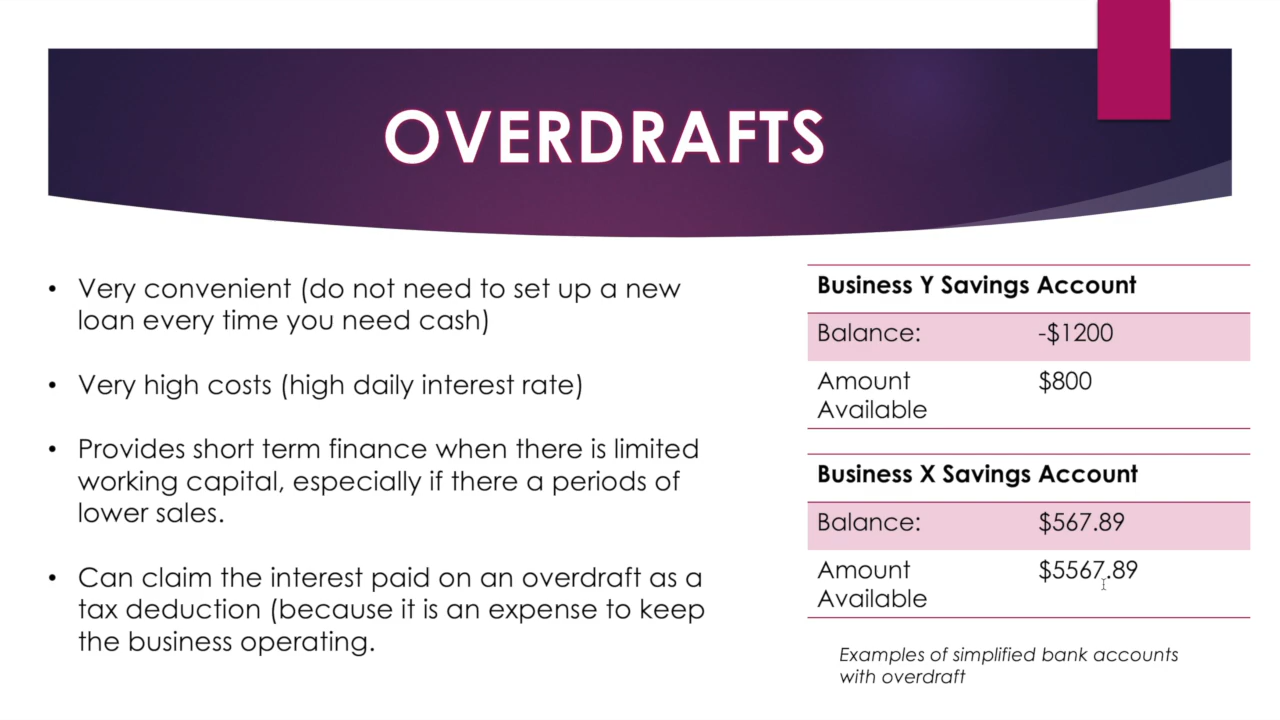 OVERDRAFTS
• Very convenient (do not need to set up a new
loan every time you need cash)
• Very high costs (high daily interest rate)
• Provides short term finance when there is limited
working capital, especially if there a periods of
lower sales.
• Can claim the interest paid on an overdraft as a
tax deduction (because it is an expense to keep
the business operating.
Business Y Savings Account
Balance: -$1200
Amount $800
Available
Business X Savings Account
Balance: $567.89
Amount $5567.89
Available
Examples of simplified bank accounts
with overdraft